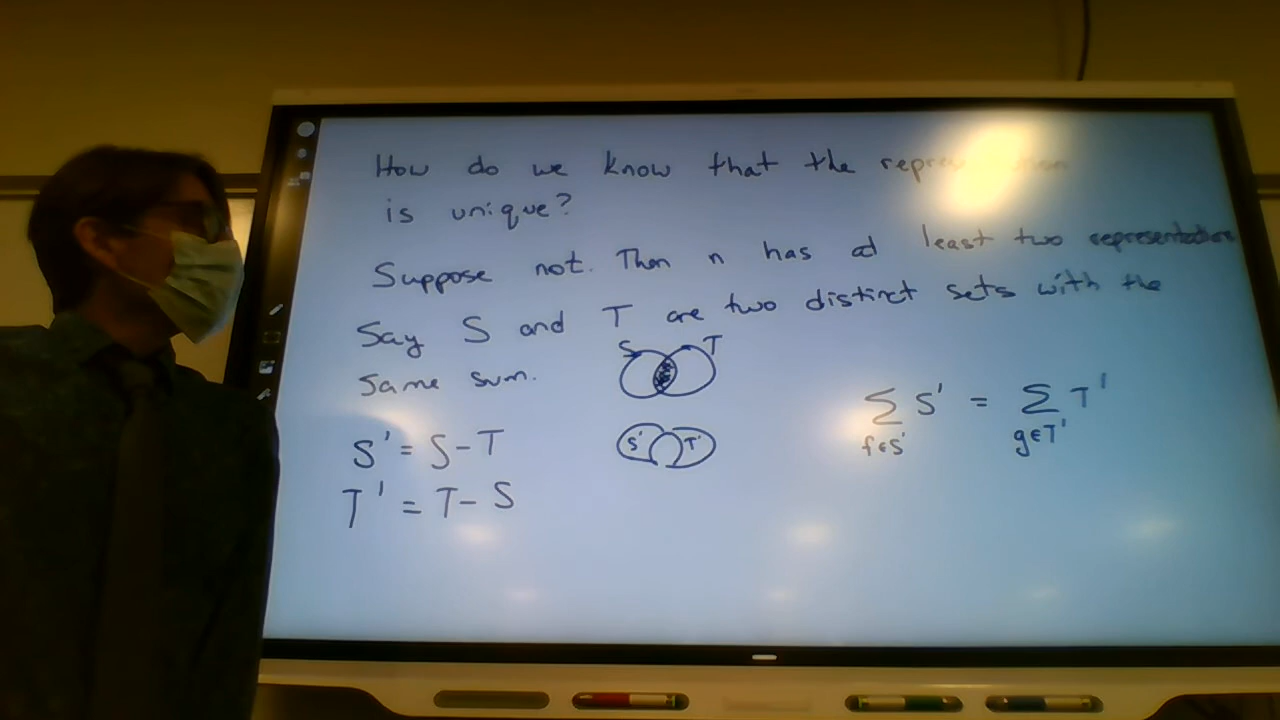 How do we know that the
is unique?
Suppose not. Then n has at least two representations
Say S and T are two distinct sets with the
same sum.
S T
S' T'
S' = S - T
T' = T - S
∑ S' = ∑ T'
f∈S' g∈T'